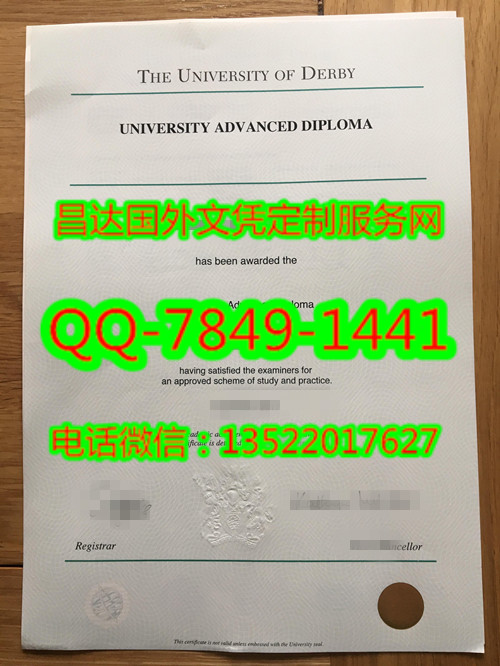 THE UNIVERSITY OF DERBY
UNIVERSITY ADVANCED DIPLOMA
昌达国外文凭定制服务网
has been awarded the
QQ-7849-1441
having satisfied the examiners for
an approved scheme of study and practice.
电话微信：13522017627
Registrar
This certificate is not valid unless embossed with the University seal.